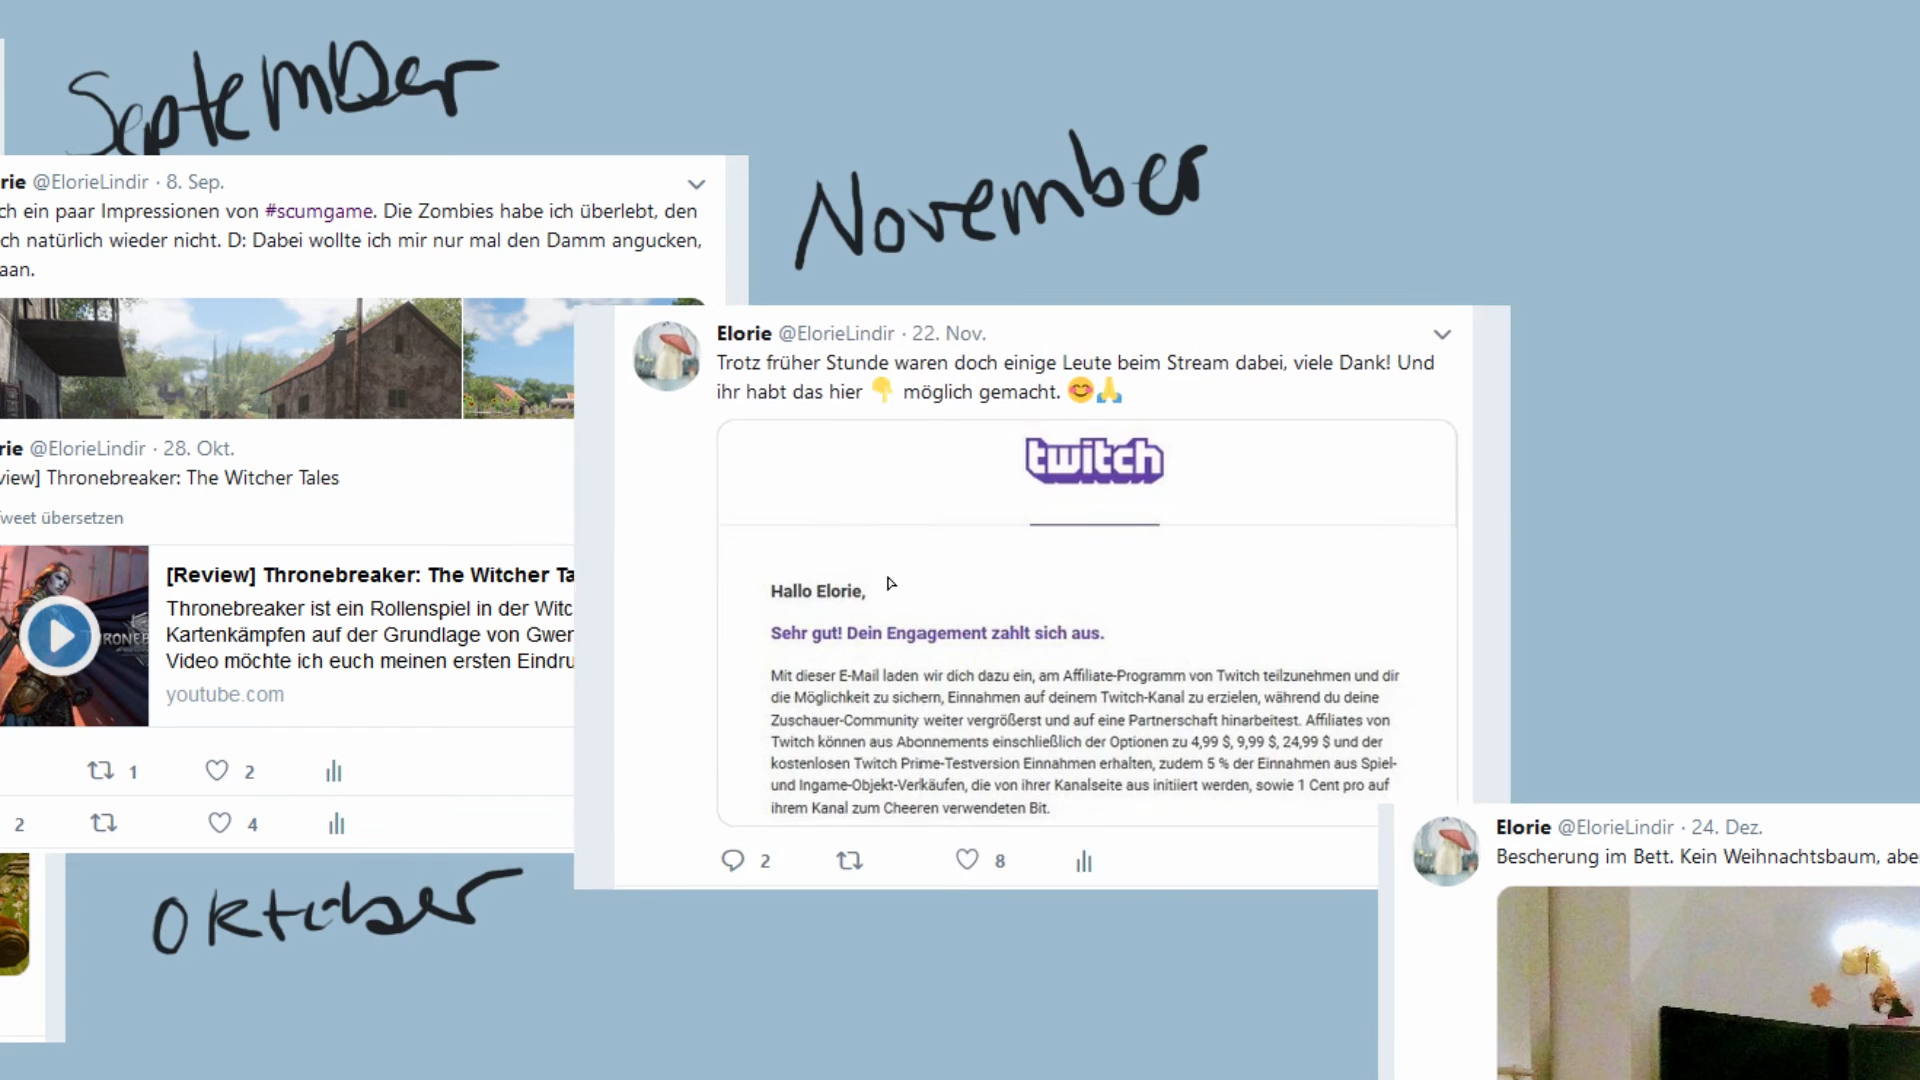 September
rie @ElorieLindir · 8. Sep.
ch ein paar Impressionen von #scumgame. Die Zombies habe ich überlebt, den
ch natürlich wieder nicht. D: Dabei wollte ich mir nur mal den Damm angucken,
aan.
rie @ElorieLindir · 28. Okt.
view] Thronebreaker: The Witcher Tales
Tweet übersetzen
[Review] Thronebreaker: The Witcher Ta
Thronebreaker ist ein Rollenspiel in der Witc
Kartenkämpfen auf der Grundlage von Gwen
Video möchte ich euch meinen ersten Eindru
youtube.com
1 2
2 4
Oktober
November
Elorie @ElorieLindir · 22. Nov.
Trotz früher Stunde waren doch einige Leute beim Stream dabei, viele Dank! Und
ihr habt das hier 👇 möglich gemacht. 😊🙏
twitch
Hallo Elorie,
Sehr gut! Dein Engagement zahlt sich aus.
Mit dieser E-Mail laden wir dich dazu ein, am Affiliate-Programm von Twitch teilzunehmen und dir
die Möglichkeit zu sichern, Einnahmen auf deinem Twitch-Kanal zu erzielen, während du deine
Zuschauer-Community weiter vergrößerst und auf eine Partnerschaft hinarbeitest. Affiliates von
Twitch können aus Abonnements einschließlich der Optionen zu 4,99 $, 9,99 $, 24,99 $ und der
kostenlosen Twitch Prime-Testversion Einnahmen erhalten, zudem 5 % der Einnahmen aus Spiel-
und Ingame-Objekt-Verkäufen, die von ihrer Kanalseite aus initiiert werden, sowie 1 Cent pro auf
ihrem Kanal zum Cheeren verwendeten Bit.
2 8
Elorie @ElorieLindir · 24. Dez.
Bescherung im Bett. Kein Weihnachtsbaum, abe